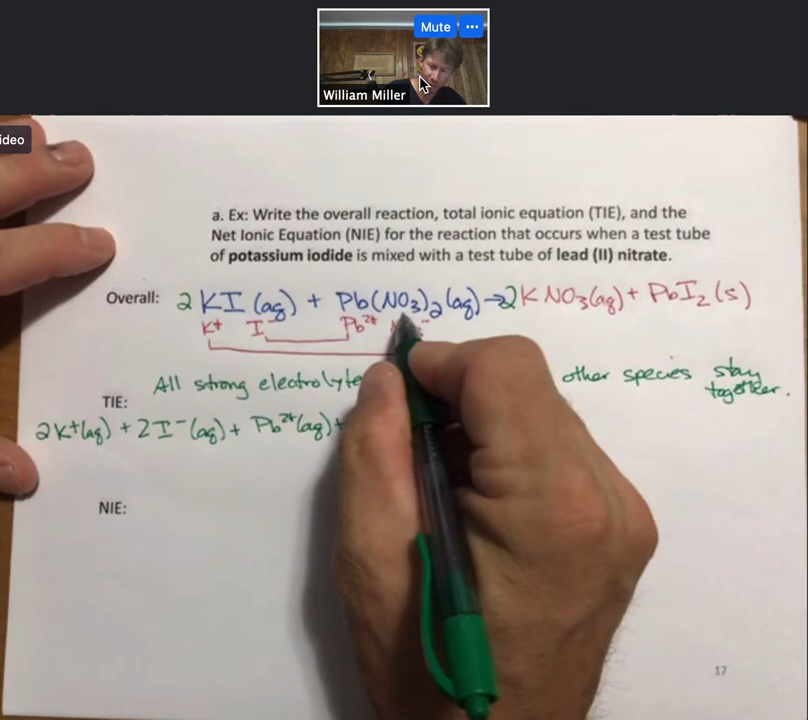 Mute ...
William Miller
ideo
a. Ex: Write the overall reaction, total ionic equation (TIE), and the
Net Ionic Equation (NIE) for the reaction that occurs when a test tube
of potassium iodide is mixed with a test tube of lead (II) nitrate.
Overall: 2 KI (aq) + Pb(NO₃)₂(aq) → 2KNO₃(aq) + PbI₂(s)
K⁺ I⁻ Pb²⁺
All strong electrolyte other species stay
together.
TIE:
2K⁺(aq) + 2I⁻(aq) + Pb²⁺(aq) +
NIE:
17